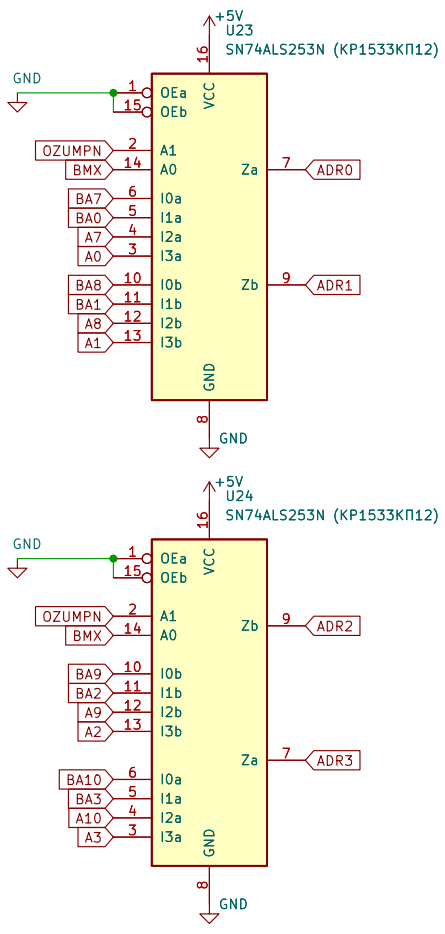 +5V
U23
SN74ALS253N (КР1533КП12)
16
VCC
GND
1 OEa
15 OEb
OZUMPN 2 A1
BMX 14 A0
Za 7 ADR0
BA7 6 I0a
BA0 5 I1a
A7 4 I2a
A0 3 I3a
BA8 10 I0b
Zb 9 ADR1
BA1 11 I1b
A8 12 I2b
A1 13 I3b
GND
8
GND
+5V
U24
SN74ALS253N (КР1533КП12)
16
VCC
GND
1 OEa
15 OEb
OZUMPN 2 A1
Zb 9 ADR2
BMX 14 A0
BA9 10 I0b
BA2 11 I1b
A9 12 I2b
A2 13 I3b
Za 7 ADR3
BA10 6 I0a
BA3 5 I1a
A10 4 I2a
A3 3 I3a
GND
8
GND